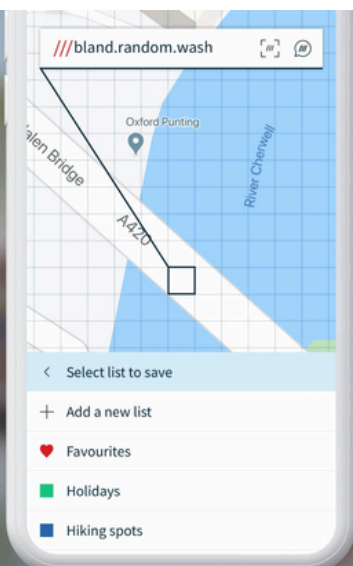 ///bland.random.wash
Oxford Punting
River Cherwell
alen Bridge
A420
Select list to save
Add a new list
Favourites
Holidays
Hiking spots